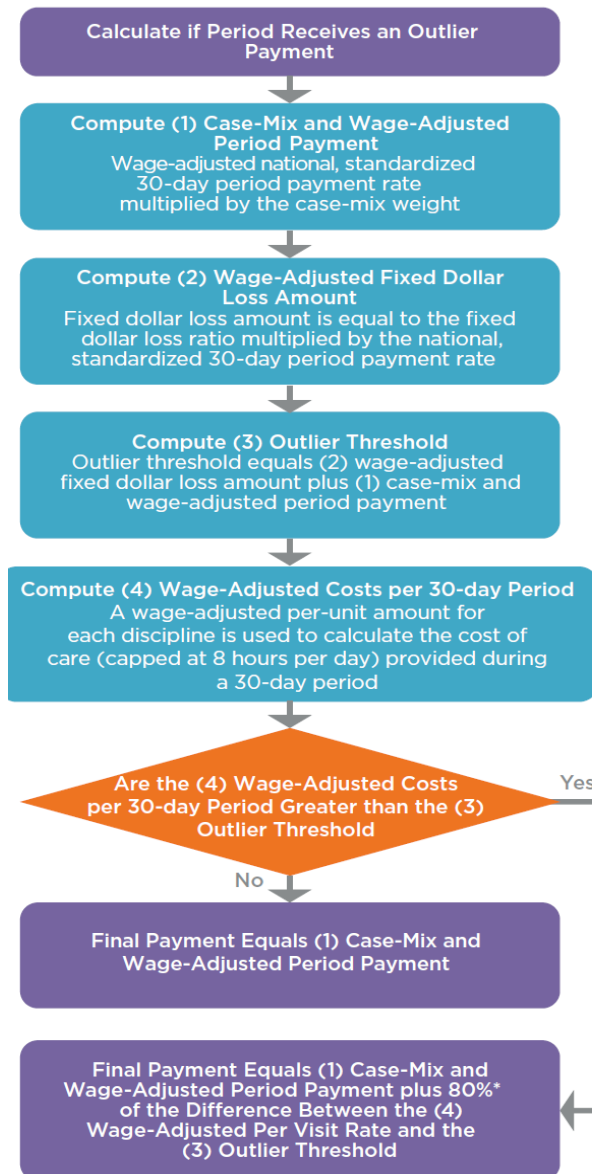 Calculate if Period Receives an Outlier
Payment
Compute (1) Case-Mix and Wage-Adjusted
Period Payment
Wage-adjusted national, standardized
30-day period payment rate
multiplied by the case-mix weight
Compute (2) Wage-Adjusted Fixed Dollar
Loss Amount
Fixed dollar loss amount is equal to the fixed
dollar loss ratio multiplied by the national,
standardized 30-day period payment rate
Compute (3) Outlier Threshold
Outlier threshold equals (2) wage-adjusted
fixed dollar loss amount plus (1) case-mix and
wage-adjusted period payment
Compute (4) Wage-Adjusted Costs per 30-day Period
A wage-adjusted per-unit amount for
each discipline is used to calculate the cost of
care (capped at 8 hours per day) provided during
a 30-day period
Are the (4) Wage-Adjusted Costs
per 30-day Period Greater than the (3)
Outlier Threshold
Yes
No
Final Payment Equals (1) Case-Mix and
Wage-Adjusted Period Payment
Final Payment Equals (1) Case-Mix and
Wage-Adjusted Period Payment plus 80%*
of the Difference Between the (4)
Wage-Adjusted Per Visit Rate and the
(3) Outlier Threshold